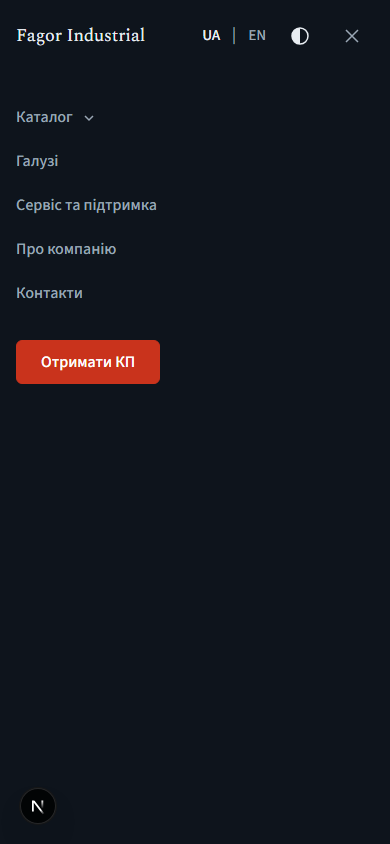 Fagor Industrial
UA | EN
Каталог
Галузі
Сервіс та підтримка
Про компанію
Контакти
Отримати КП
N